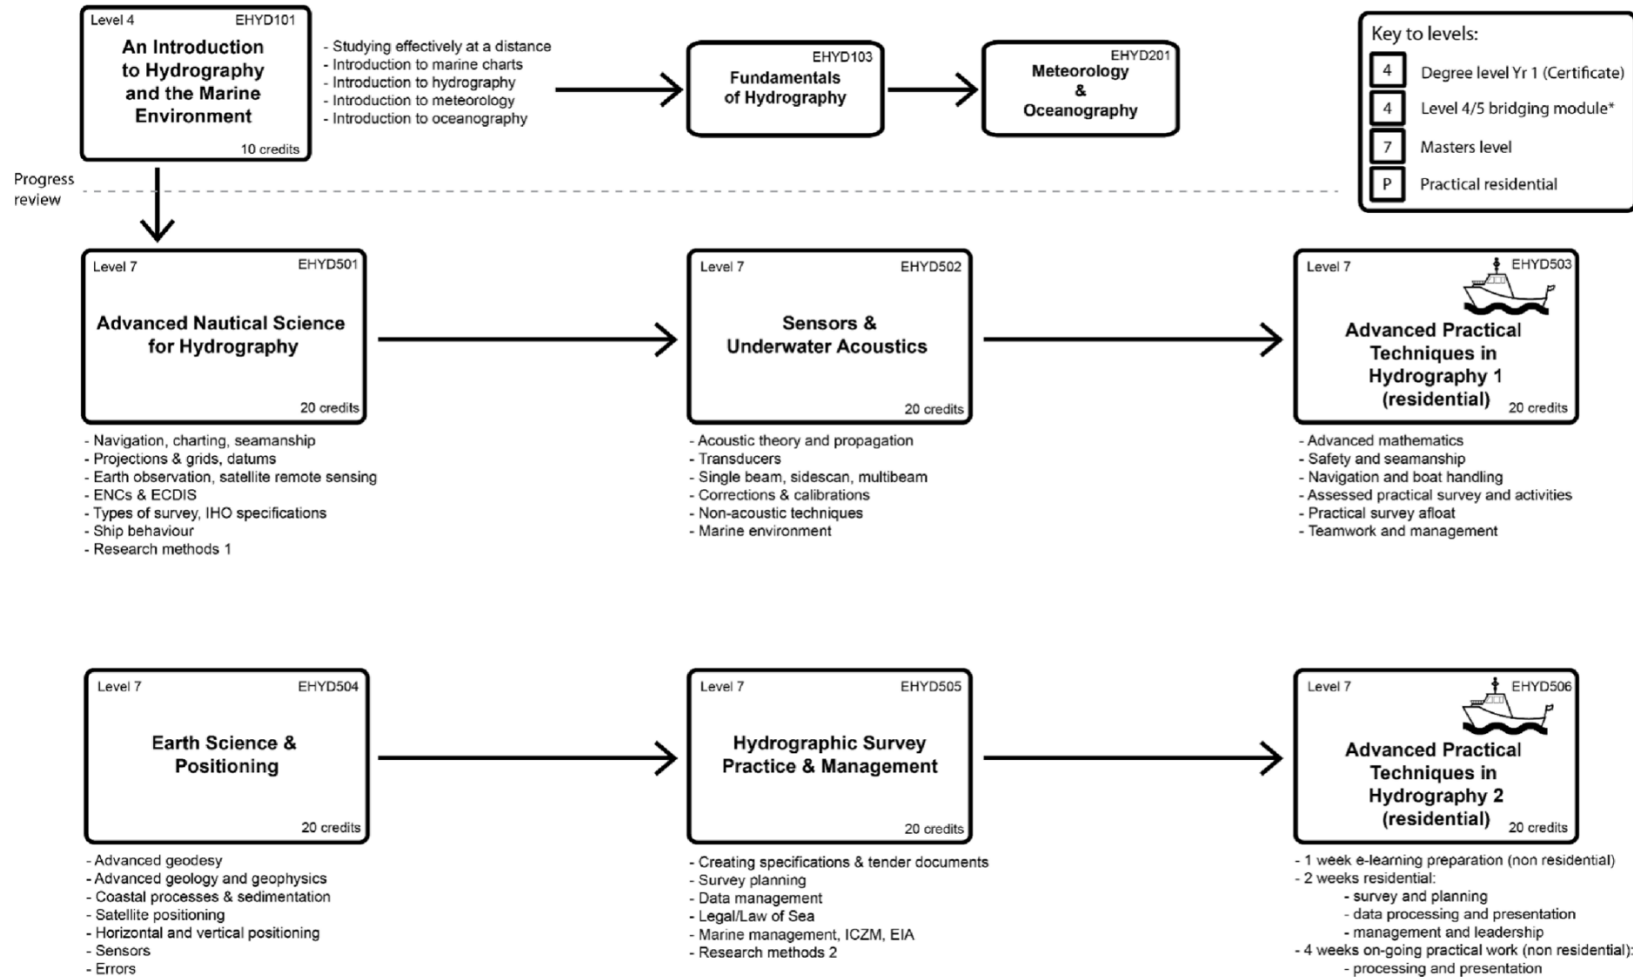 Level 4
EHYD101
An Introduction
to Hydrography
and the Marine
Environment
10 credits
- Studying effectively at a distance
- Introduction to marine charts
- Introduction to hydrography
- Introduction to meteorology
- Introduction to oceanography
EHYD103
Fundamentals
of Hydrography
EHYD201
Meteorology
&
Oceanography
Key to levels:
4 Degree level Yr 1 (Certificate)
4 Level 4/5 bridging module*
7 Masters level
P Practical residential
Progress
review
Level 7
EHYD501
Advanced Nautical Science
for Hydrography
20 credits
- Navigation, charting, seamanship
- Projections & grids, datums
- Earth observation, satellite remote sensing
- ENCs & ECDIS
- Types of survey, IHO specifications
- Ship behaviour
- Research methods 1
Level 7
EHYD502
Sensors &
Underwater Acoustics
20 credits
- Acoustic theory and propagation
- Transducers
- Single beam, sidescan, multibeam
- Corrections & calibrations
- Non-acoustic techniques
- Marine environment
Level 7
EHYD503
Advanced Practical
Techniques in
Hydrography 1
(residential)
20 credits
- Advanced mathematics
- Safety and seamanship
- Navigation and boat handling
- Assessed practical survey and activities
- Practical survey afloat
- Teamwork and management
Level 7
EHYD504
Earth Science &
Positioning
20 credits
- Advanced geodesy
- Advanced geology and geophysics
- Coastal processes & sedimentation
- Satellite positioning
- Horizontal and vertical positioning
- Sensors
- Errors
Level 7
EHYD505
Hydrographic Survey
Practice & Management
20 credits
- Creating specifications & tender documents
- Survey planning
- Data management
- Legal/Law of Sea
- Marine management, ICZM, EIA
- Research methods 2
Level 7
EHYD506
Advanced Practical
Techniques in
Hydrography 2
(residential)
20 credits
- 1 week e-learning preparation (non residential)
- 2 weeks residential:
- survey and planning
- data processing and presentation
- management and leadership
- 4 weeks on-going practical work (non residential):
- processing and presentation